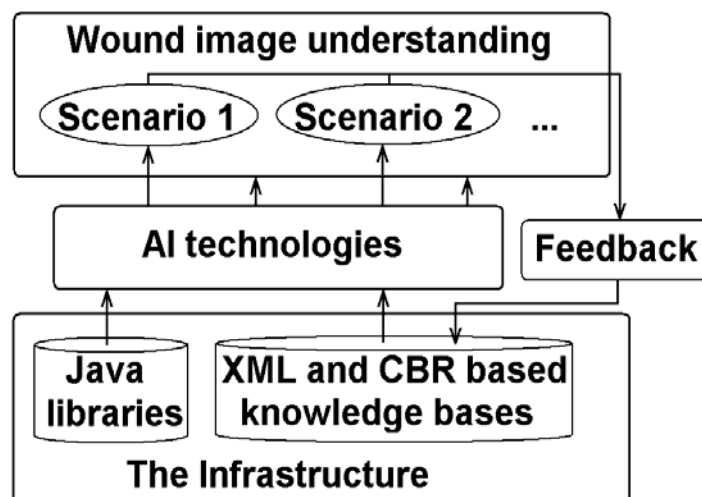 Wound image understanding
Scenario 1
Scenario 2
...
AI technologies
Feedback
Java
libraries
XML and CBR based
knowledge bases
The Infrastructure